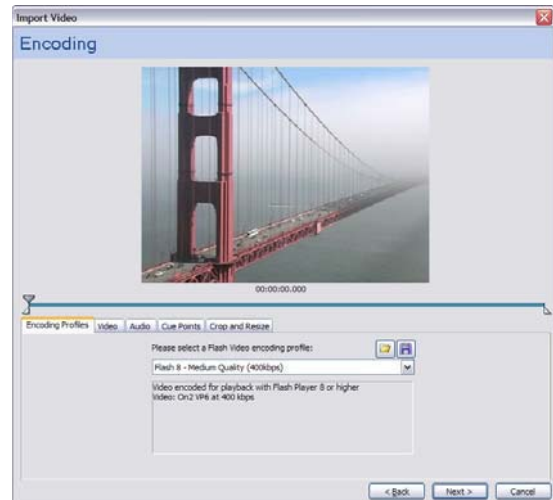 Import Video
Encoding
00:00:00.000
Encoding Profiles Video Audio Cue Points Crop and Resize
Please select a Flash Video encoding profile:
Flash 8 - Medium Quality (400kbps)
Video encoded for playback with Flash Player 8 or higher
Video: On2 VP6 at 400 kbps
< Back Next > Cancel